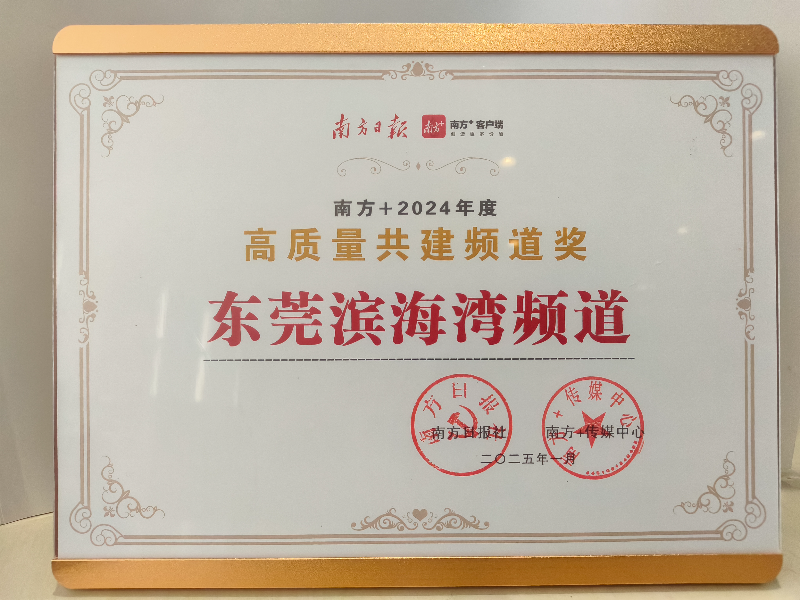 南方日报 南方+ 南方+客户端
南方+2024年度
高质量共建频道奖
东莞滨海湾频道
南方日报社 南方+传媒中心
二〇二五年一月